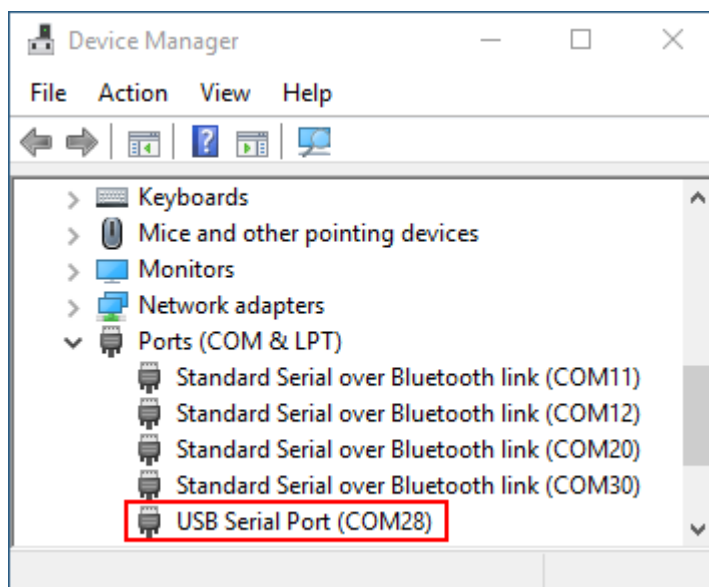 Device Manager
File Action View Help
Keyboards
Mice and other pointing devices
Monitors
Network adapters
Ports (COM & LPT)
Standard Serial over Bluetooth link (COM11)
Standard Serial over Bluetooth link (COM12)
Standard Serial over Bluetooth link (COM20)
Standard Serial over Bluetooth link (COM30)
USB Serial Port (COM28)